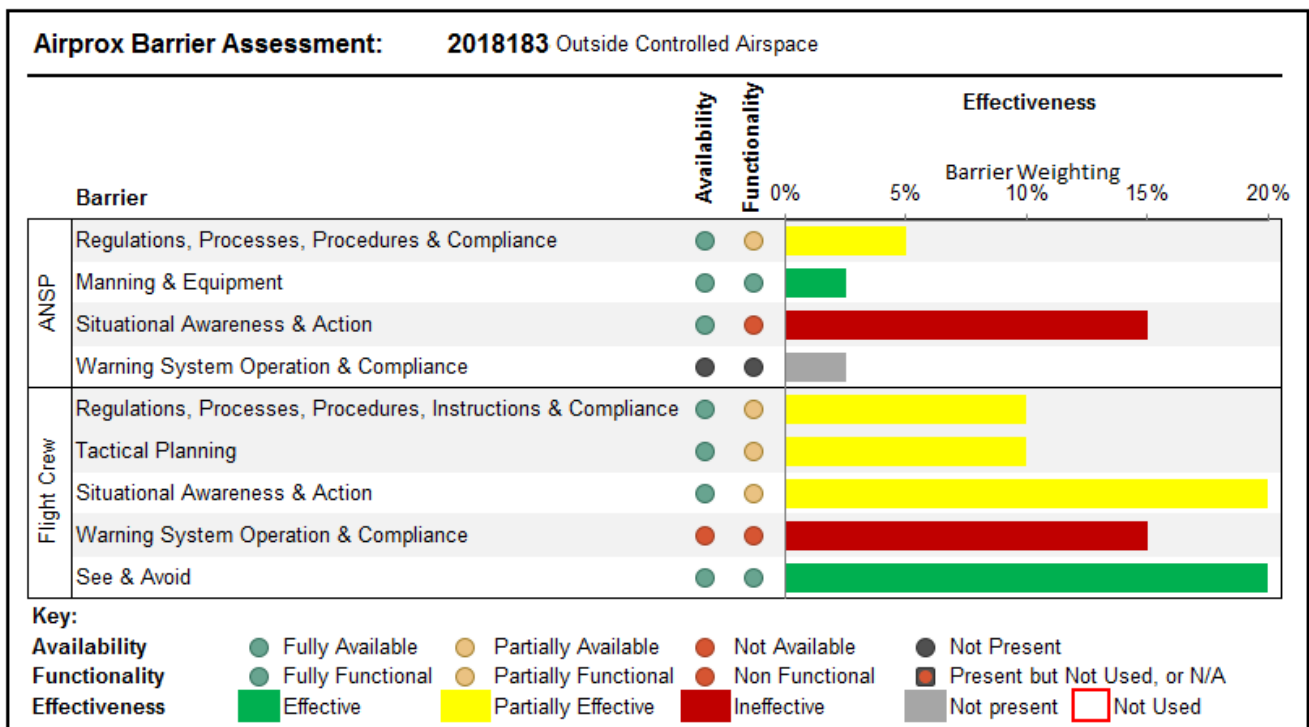 Airprox Barrier Assessment: 2018183 Outside Controlled Airspace
Barrier
Availability
Functionality
Effectiveness
Barrier Weighting
0% 5% 10% 15% 20%
ANSP
Regulations, Processes, Procedures & Compliance
Manning & Equipment
Situational Awareness & Action
Warning System Operation & Compliance
Flight Crew
Regulations, Processes, Procedures, Instructions & Compliance
Tactical Planning
Situational Awareness & Action
Warning System Operation & Compliance
See & Avoid
Key:
Availability Fully Available Partially Available Not Available Not Present
Functionality Fully Functional Partially Functional Non Functional Present but Not Used, or N/A
Effectiveness Effective Partially Effective Ineffective Not present Not Used